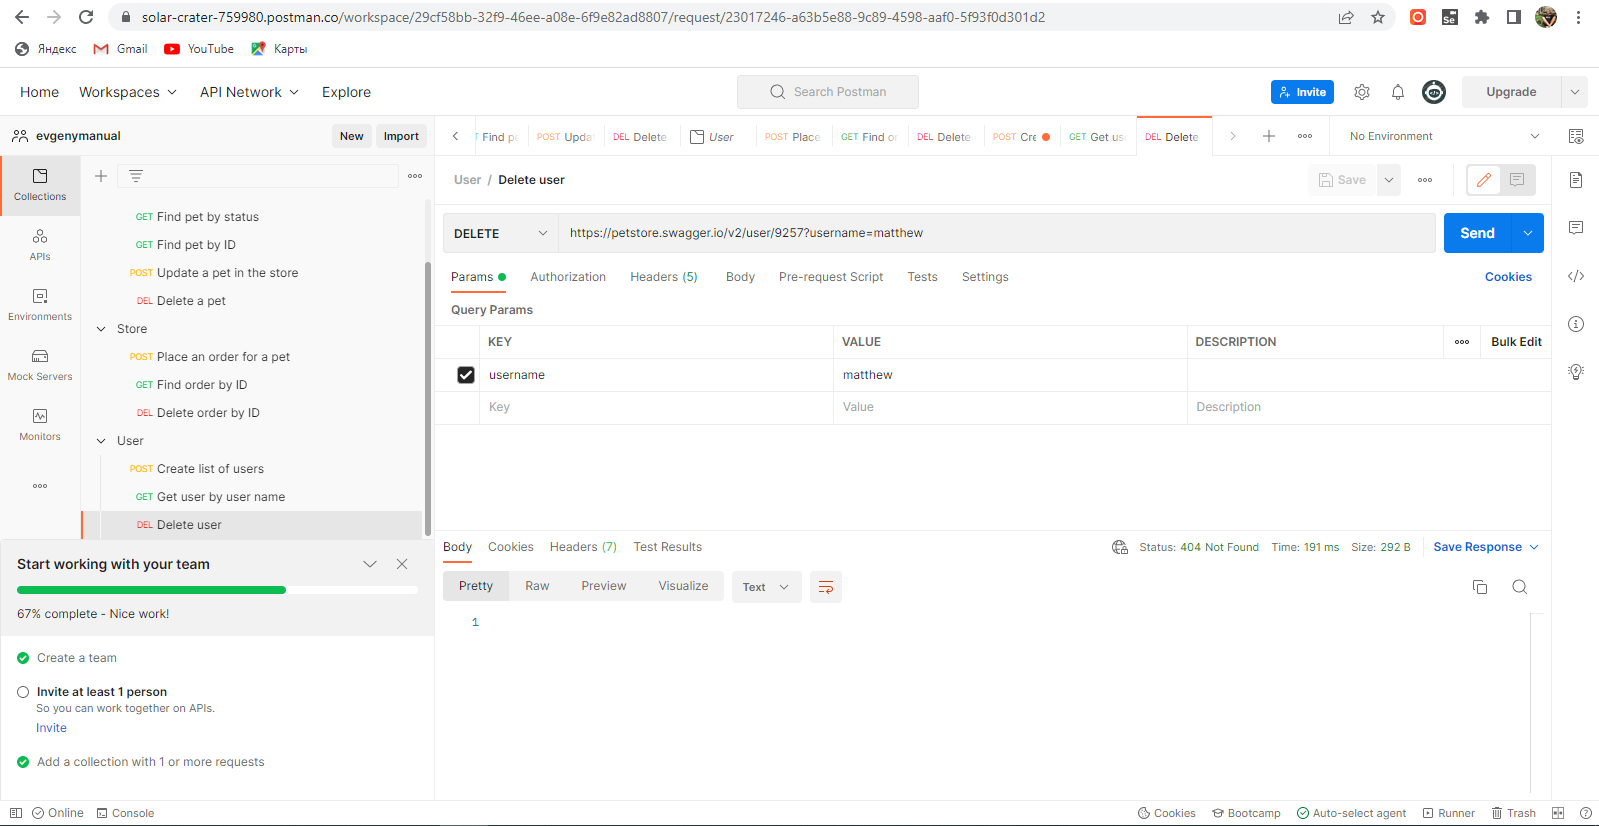 solar-crater-759980.postman.co/workspace/29cf58bb-32f9-46ee-a08e-6f9e82ad8807/request/23017246-a63b5e88-9c89-4598-aaf0-5f93f0d301d2
Яндекс Gmail YouTube Карты
Home Workspaces API Network Explore Search Postman Invite Upgrade
evgenymanual New Import
Find pe POST Upda DEL Delete User POST Place GET Find or DEL Delete POST Cre GET Get us DEL Delete No Environment
Collections
APIs
Environments
Mock Servers
Monitors
GET Find pet by status
GET Find pet by ID
POST Update a pet in the store
DEL Delete a pet
Store
POST Place an order for a pet
GET Find order by ID
DEL Delete order by ID
User
POST Create list of users
GET Get user by user name
DEL Delete user
Start working with your team
67% complete - Nice work!
Create a team
Invite at least 1 person
So you can work together on APIs.
Invite
Add a collection with 1 or more requests
User / Delete user Save
DELETE https://petstore.swagger.io/v2/user/9257?username=matthew Send
Params Authorization Headers (5) Body Pre-request Script Tests Settings Cookies
Query Params
KEY VALUE DESCRIPTION Bulk Edit
username matthew
Key Value Description
Body Cookies Headers (7) Test Results Status: 404 Not Found Time: 191 ms Size: 292 B Save Response
Pretty Raw Preview Visualize Text
1
Online Console Cookies Bootcamp Auto-select agent Runner Trash